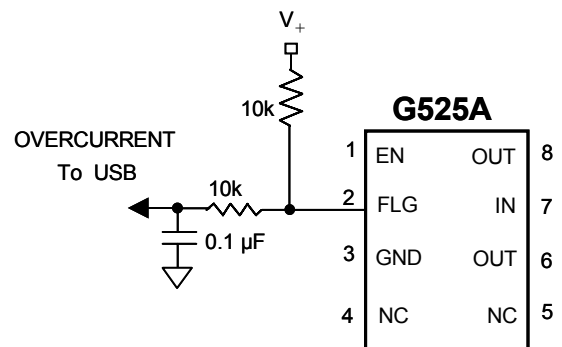 V+
10k
G525A
OVERCURRENT
To USB
10k
0.1 µF
1 EN OUT 8
2 FLG IN 7
3 GND OUT 6
4 NC NC 5